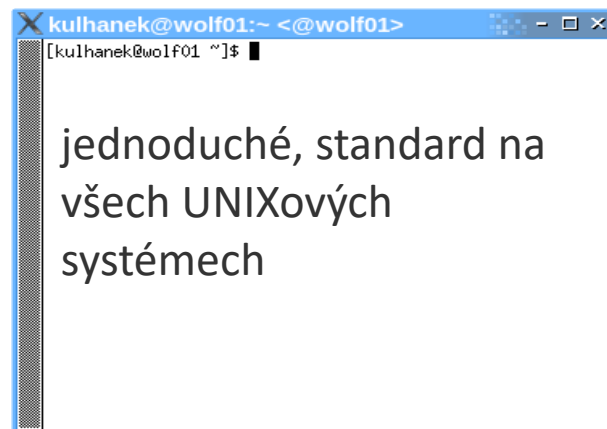 kulhanek@wolf01:~ <@wolf01>
[kulhanek@wolf01 ~]$
jednoduché, standard na
všech UNIXových
systémech